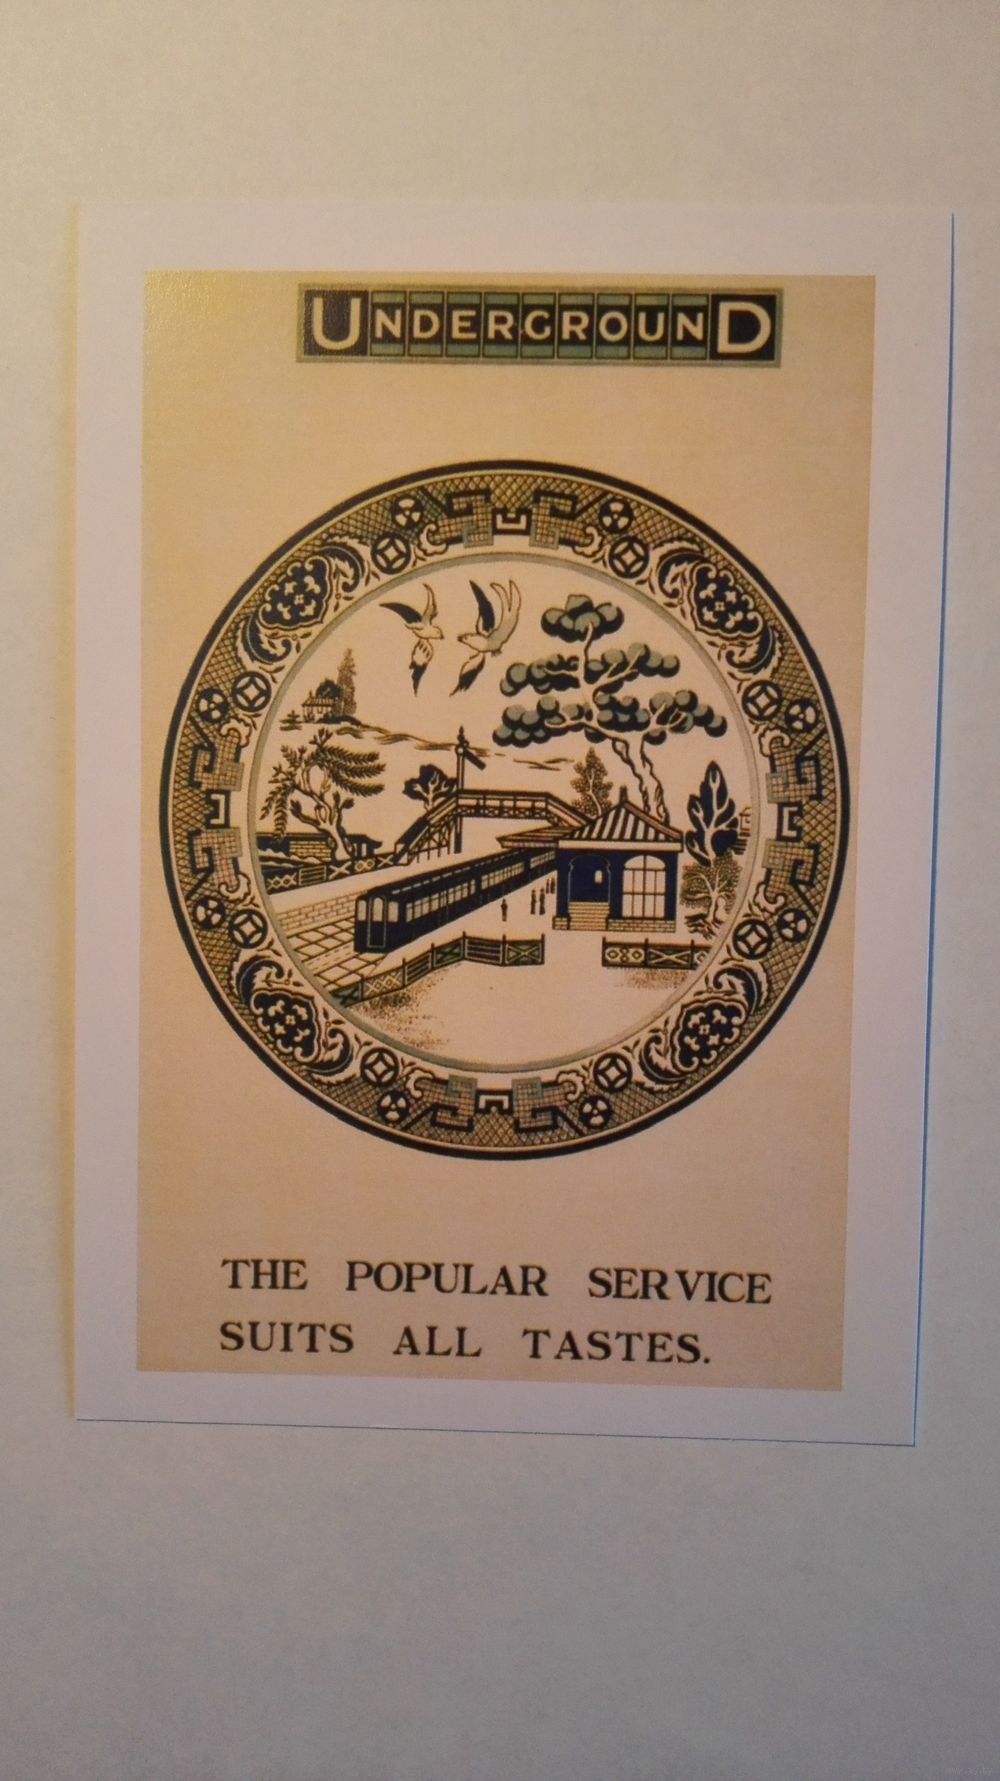 UNDERGROUND
THE POPULAR SERVICE
SUITS ALL TASTES.